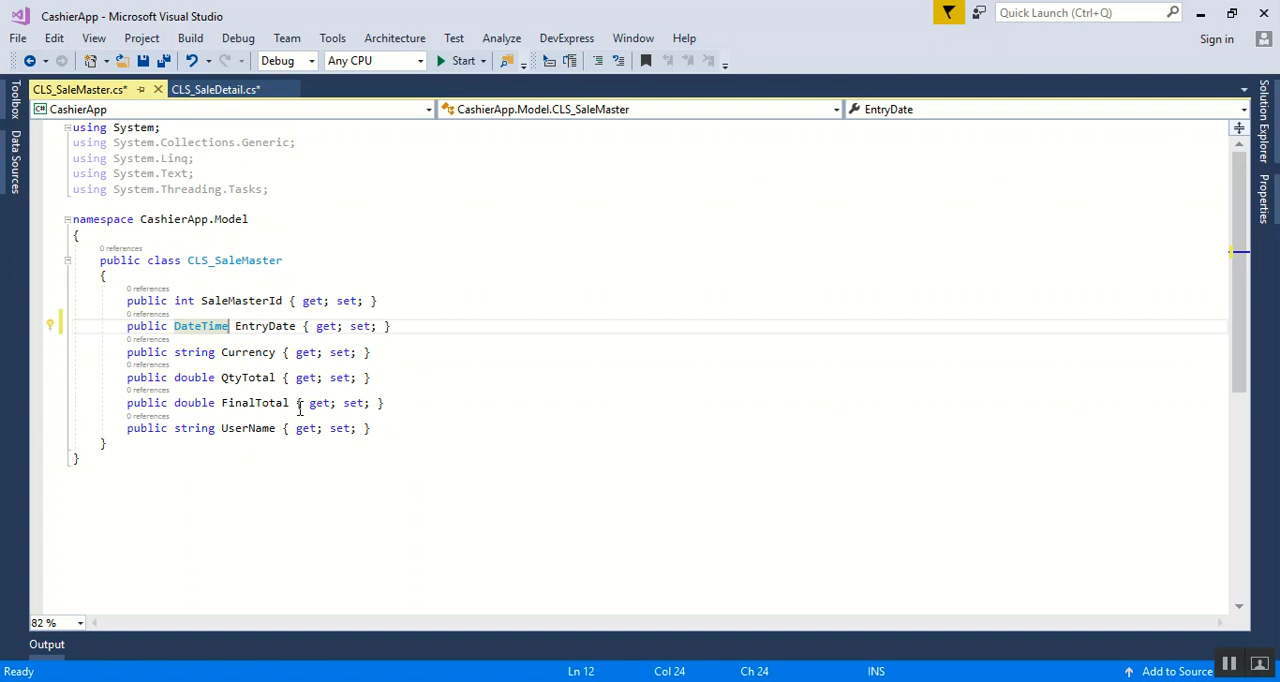 CashierApp - Microsoft Visual Studio
Quick Launch (Ctrl+Q)
File Edit View Project Build Debug Team Tools Architecture Test Analyze DevExpress Window Help
Sign in
Debug Any CPU Start
CLS_SaleMaster.cs* CLS_SaleDetail.cs*
CashierApp CashierApp.Model.CLS_SaleMaster EntryDate
Toolbox
Data Sources
Solution Explorer
Properties
using System;
using System.Collections.Generic;
using System.Linq;
using System.Text;
using System.Threading.Tasks;
namespace CashierApp.Model
{
0 references
public class CLS_SaleMaster
{
0 references
public int SaleMasterId { get; set; }
0 references
public DateTime EntryDate { get; set; }
0 references
public string Currency { get; set; }
0 references
public double QtyTotal { get; set; }
0 references
public double FinalTotal { get; set; }
0 references
public string UserName { get; set; }
}
}
82 %
Output
Ready Ln 12 Col 24 Ch 24 INS Add to Source